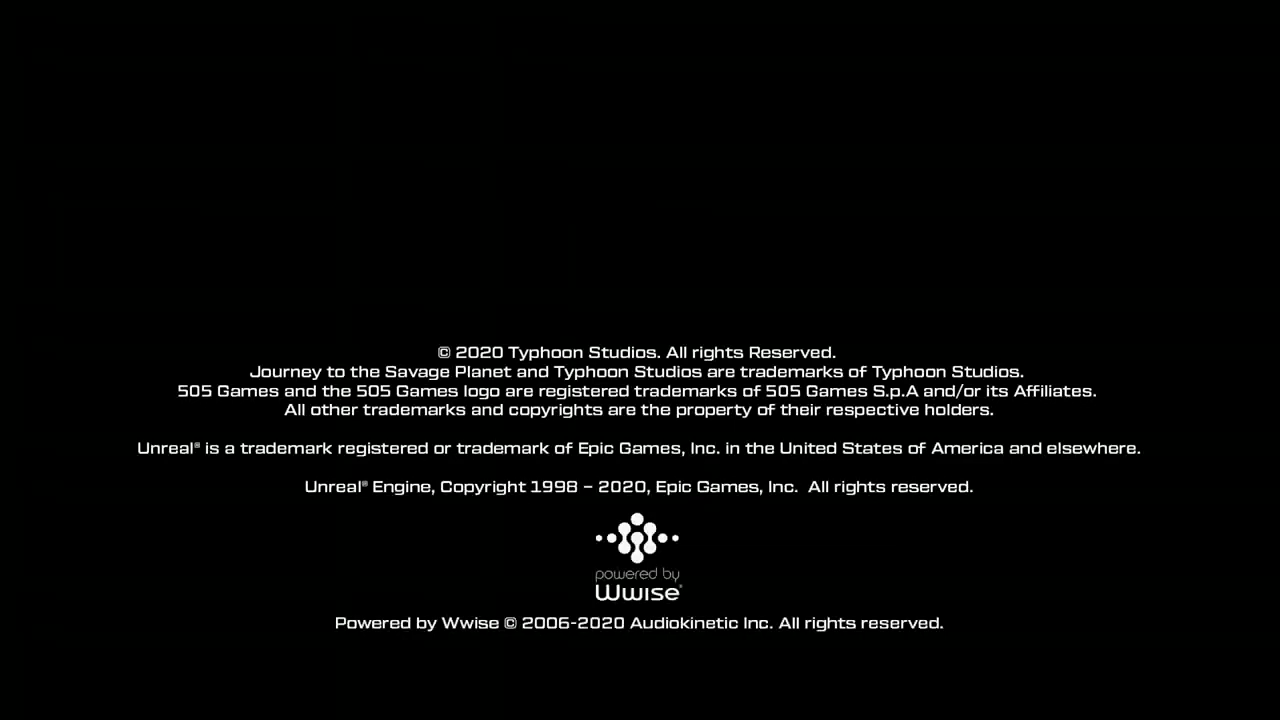 © 2020 Typhoon Studios. All rights Reserved.
Journey to the Savage Planet and Typhoon Studios are trademarks of Typhoon Studios.
505 Games and the 505 Games logo are registered trademarks of 505 Games S.p.A and/or its Affiliates.
All other trademarks and copyrights are the property of their respective holders.
Unreal® is a trademark registered or trademark of Epic Games, Inc. in the United States of America and elsewhere.
Unreal® Engine, Copyright 1998 – 2020, Epic Games, Inc. All rights reserved.
powered by
Wwise®
Powered by Wwise © 2006-2020 Audiokinetic Inc. All rights reserved.